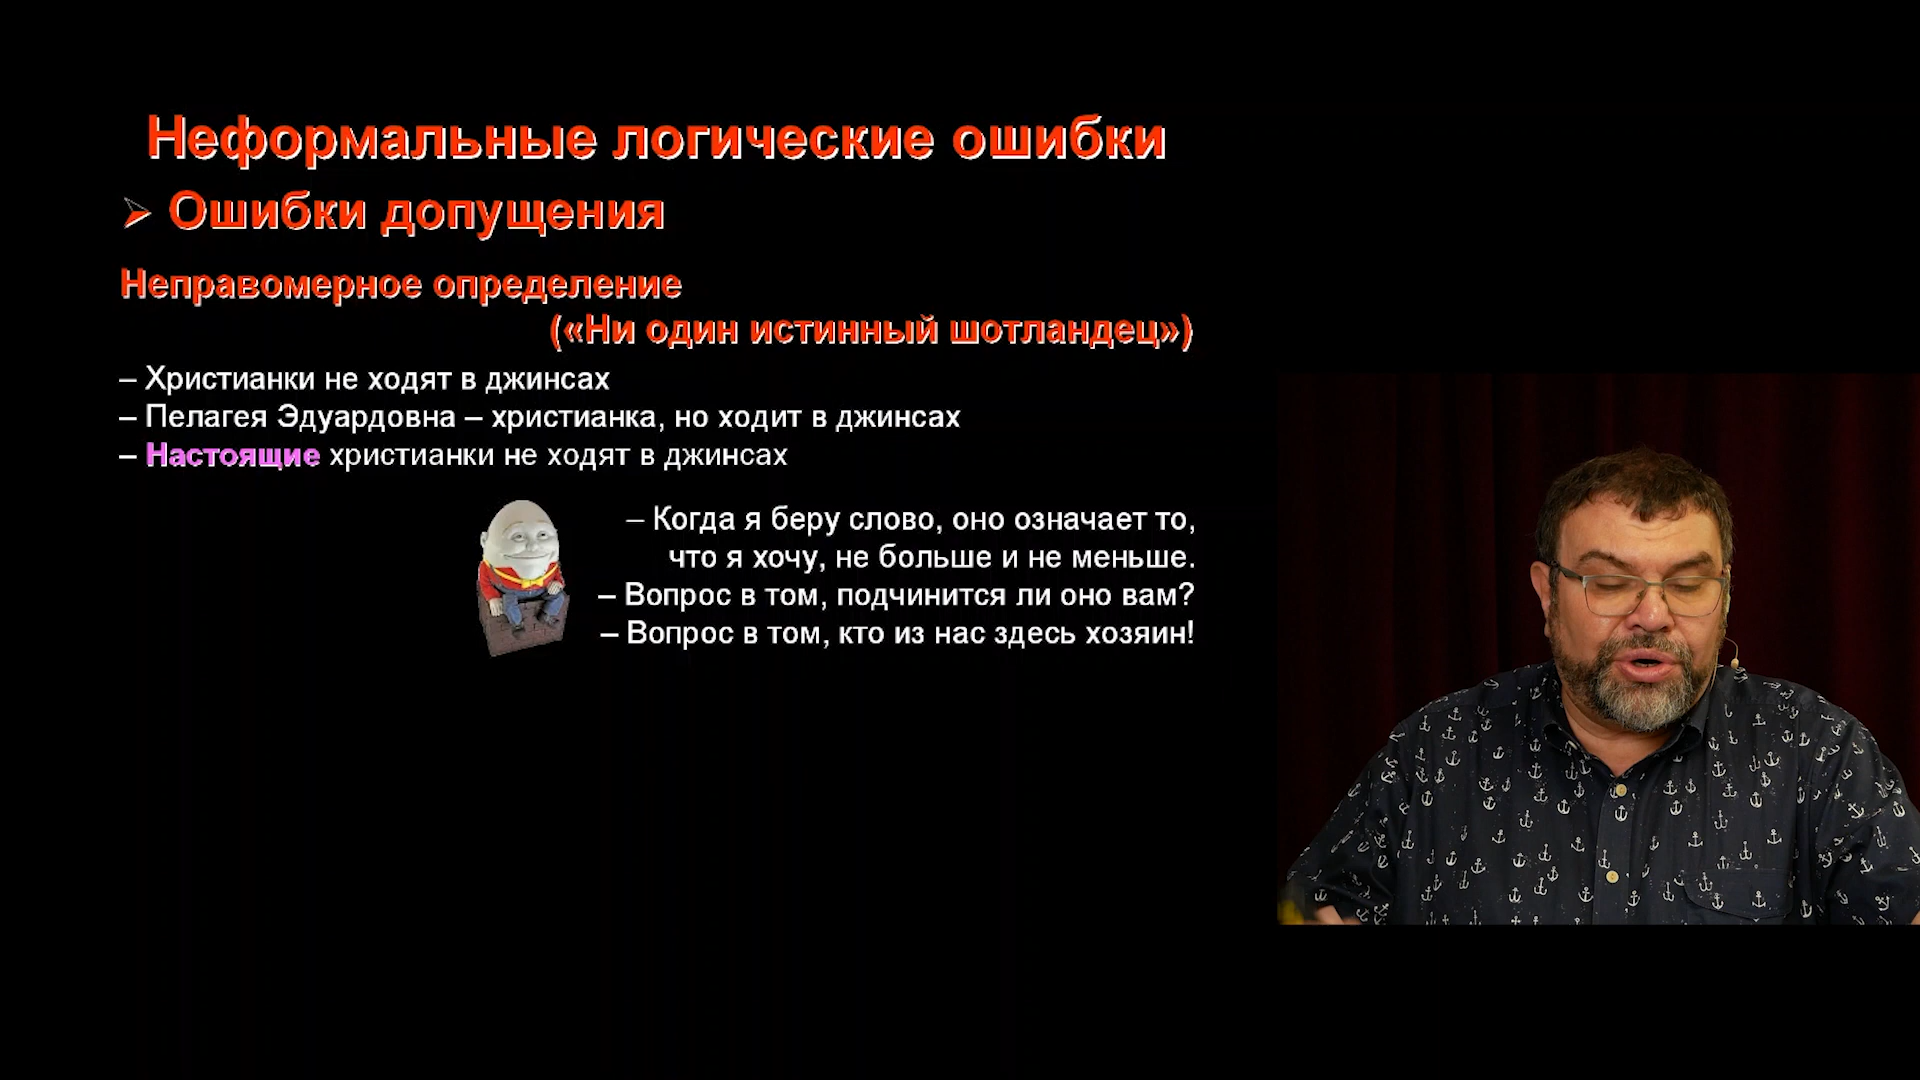 Неформальные логические ошибки
➢ Ошибки допущения
Неправомерное определение
(«Ни один истинный шотландец»)
– Христианки не ходят в джинсах
– Пелагея Эдуардовна – христианка, но ходит в джинсах
– Настоящие христианки не ходят в джинсах
– Когда я беру слово, оно означает то,
что я хочу, не больше и не меньше.
– Вопрос в том, подчинится ли оно вам?
– Вопрос в том, кто из нас здесь хозяин!